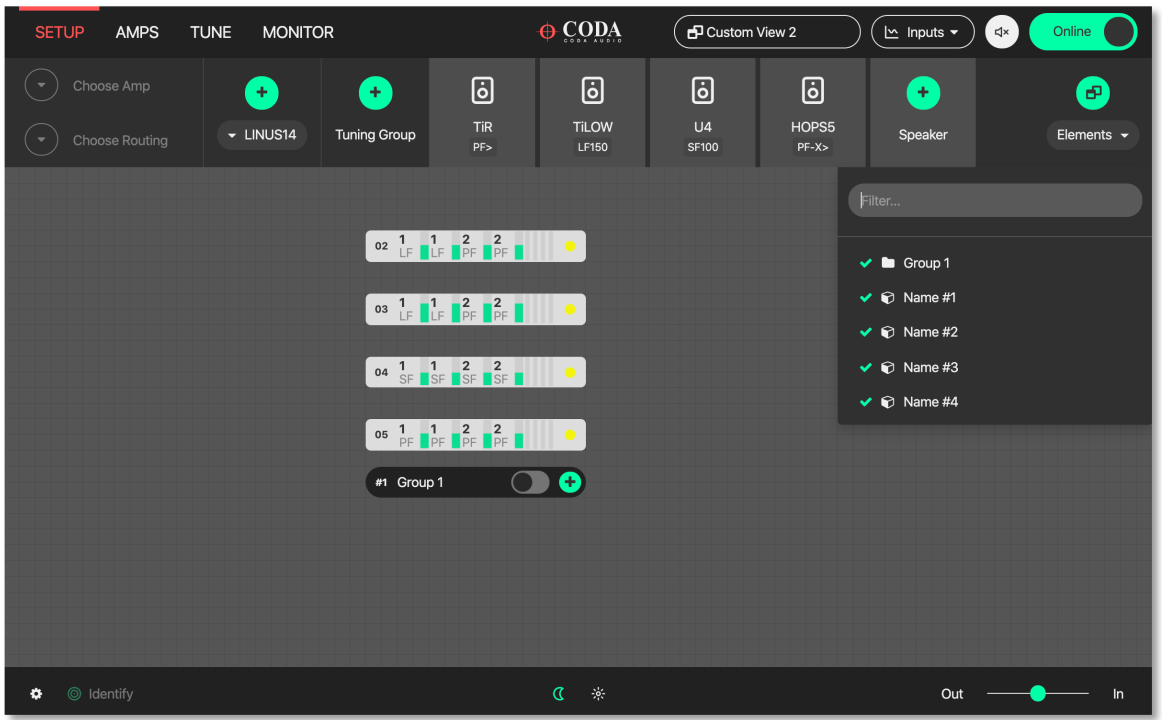 SETUP AMPS TUNE MONITOR CODA Custom View 2 Inputs Online
CODA AUDIO
Choose Amp
Choose Routing
LINUS14
Tuning Group
TiR
PF>
TiLOW
LF150
U4
SF100
HOPS5
PF-X>
Speaker
Elements
Filter...
Group 1
Name #1
Name #2
Name #3
Name #4
02 1 1 2 2
LF LF PF PF
03 1 1 2 2
LF LF PF PF
04 1 1 2 2
SF SF SF SF
05 1 1 2 2
PF PF PF PF
#1 Group 1
Identify
Out In